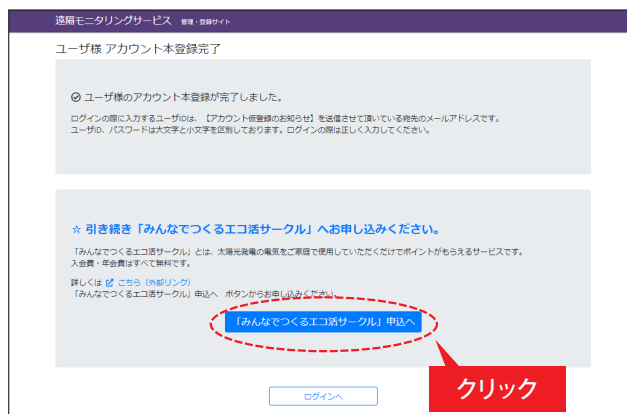 遠隔モニタリングサービス 管理・登録サイト
ユーザ様 アカウント本登録完了
ユーザ様のアカウント本登録が完了しました。
ログインの際に入力するユーザIDは、【アカウント仮登録のお知らせ】を送信させて頂いている宛先のメールアドレスです。
ユーザID、パスワードは大文字と小文字を区別しております。ログインの際は正しく入力してください。
☆ 引き続き「みんなでつくるエコ活サークル」へお申し込みください。
「みんなでつくるエコ活サークル」とは、太陽光発電の電気をご家庭で使用していただくだけでポイントがもらえるサービスです。
入会費・年会費はすべて無料です。
詳しくは こちら（外部リンク）
「みんなでつくるエコ活サークル」申込へ ボタンからお申し込みください。
「みんなでつくるエコ活サークル」申込へ
クリック
ログインへ